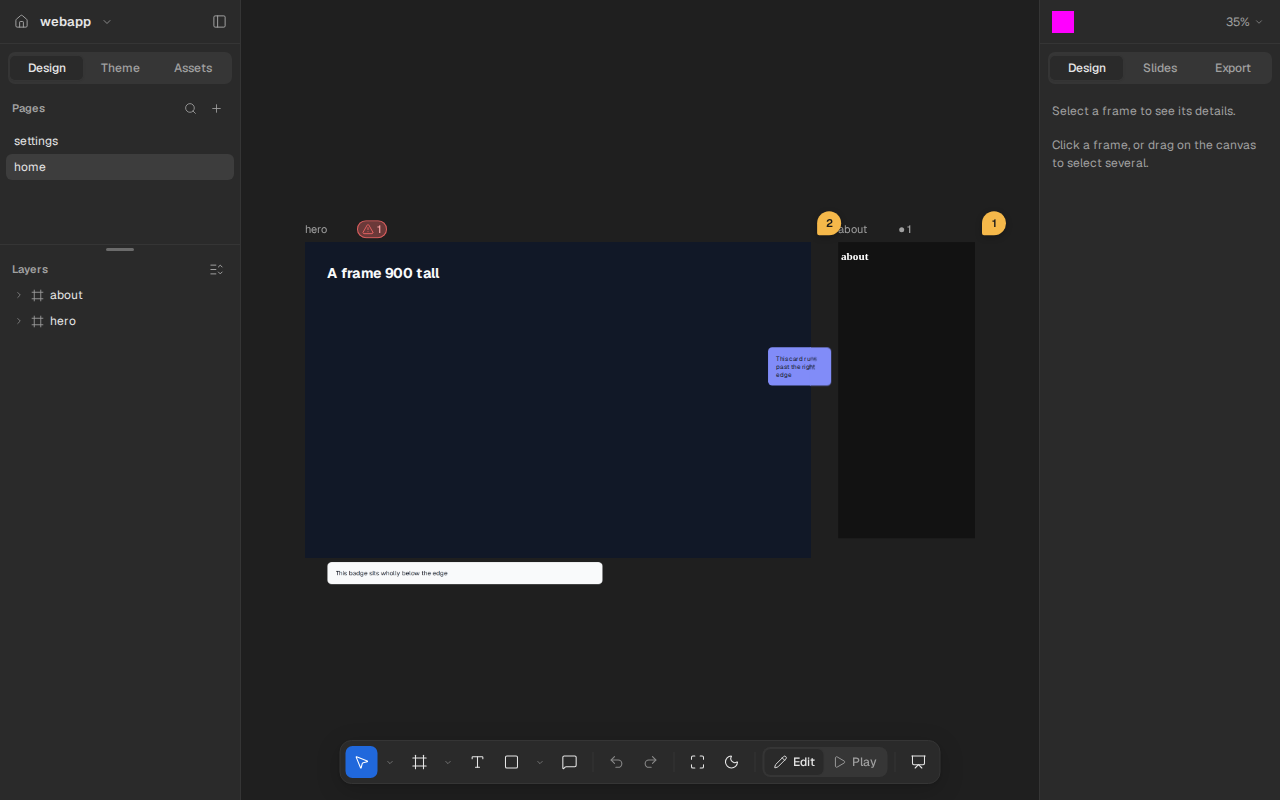 webapp
35%
Design
Theme
Assets
Design
Slides
Export
Pages
settings
home
Select a frame to see its details.
Click a frame, or drag on the canvas
to select several.
hero
1
2
about
1
1
A frame 900 tall
about
This card runs
past the right
edge
This badge sits wholly below the edge
Layers
about
hero
Edit
Play